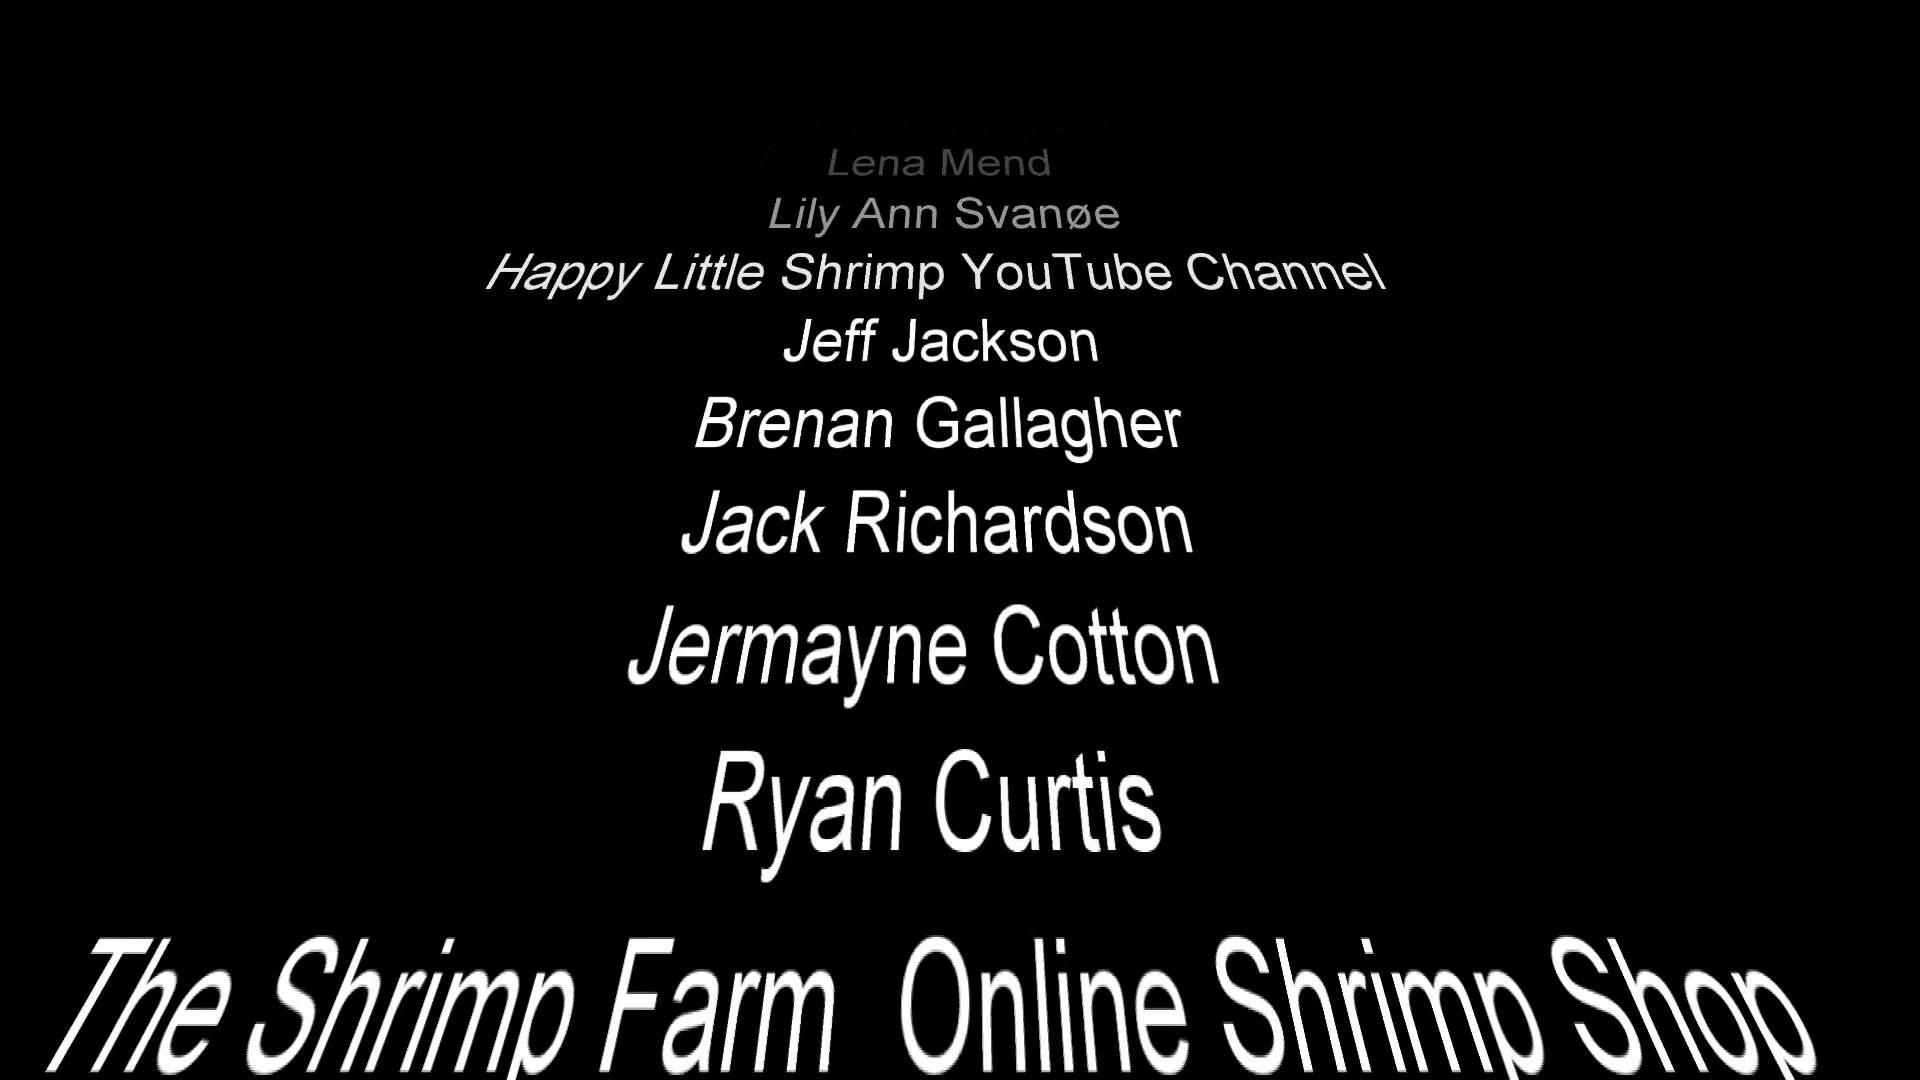 Lena Mend
Lily Ann Svanøe
Happy Little Shrimp YouTube Channel
Jeff Jackson
Brenan Gallagher
Jack Richardson
Jermayne Cotton
Ryan Curtis
The Shrimp Farm Online Shrimp Shop